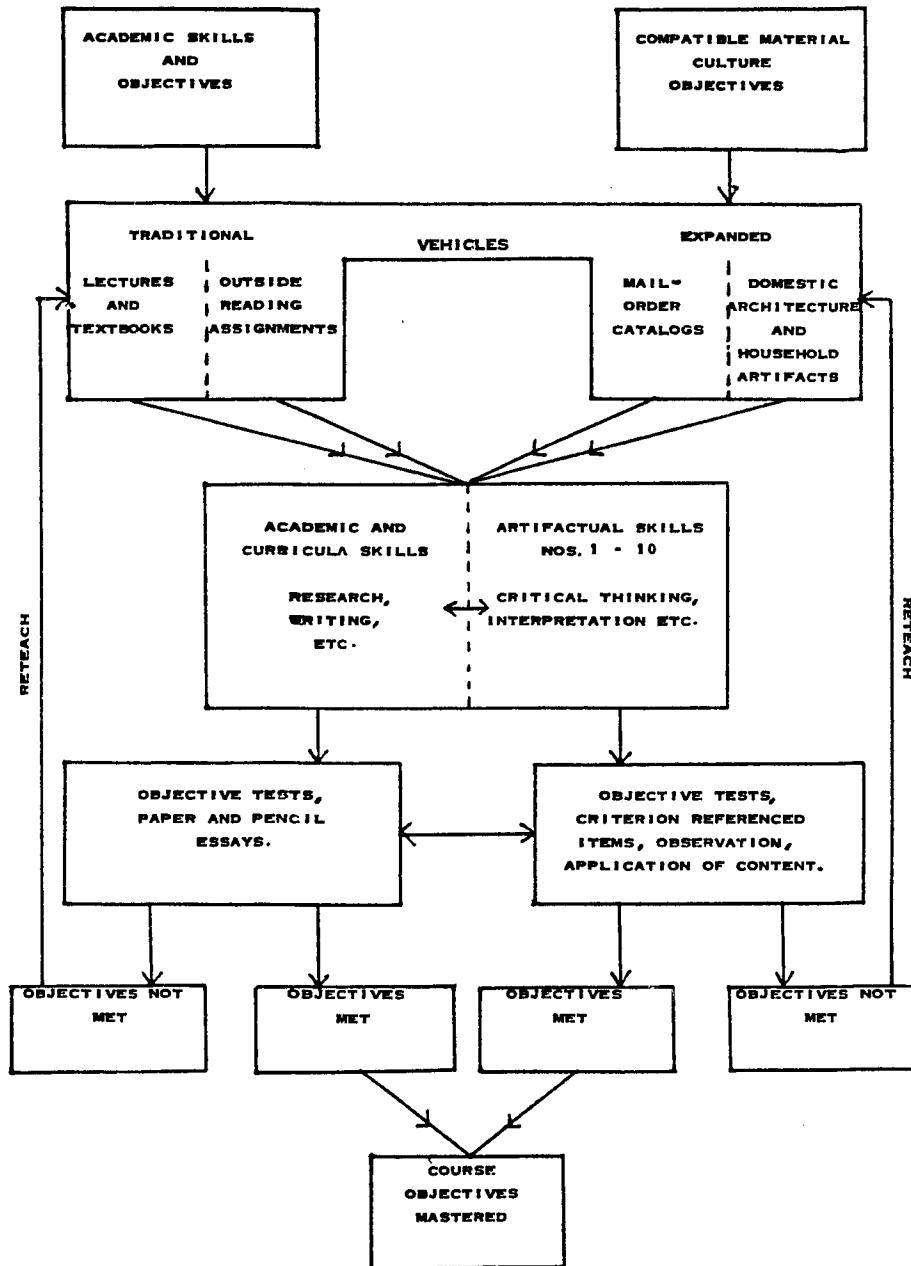 ACADEMIC SKILLS
AND
OBJECTIVES
COMPATIBLE MATERIAL
CULTURE
OBJECTIVES
TRADITIONAL
VEHICLES
EXPANDED
LECTURES
AND
TEXTBOOKS
OUTSIDE
READING
ASSIGNMENTS
MAIL-
ORDER
CATALOGS
DOMESTIC
ARCHITECTURE
AND
HOUSEHOLD
ARTIFACTS
ACADEMIC AND
CURRICULA SKILLS
RESEARCH,
WRITING,
ETC.
ARTIFACTUAL SKILLS
NOS. 1 - 10
CRITICAL THINKING,
INTERPRETATION ETC.
RETEACH
RETEACH
OBJECTIVE TESTS,
PAPER AND PENCIL
ESSAYS.
OBJECTIVE TESTS,
CRITERION REFERENCED
ITEMS, OBSERVATION,
APPLICATION OF CONTENT.
OBJECTIVES NOT
MET
OBJECTIVES
MET
OBJECTIVES
MET
OBJECTIVES NOT
MET
COURSE
OBJECTIVES
MASTERED